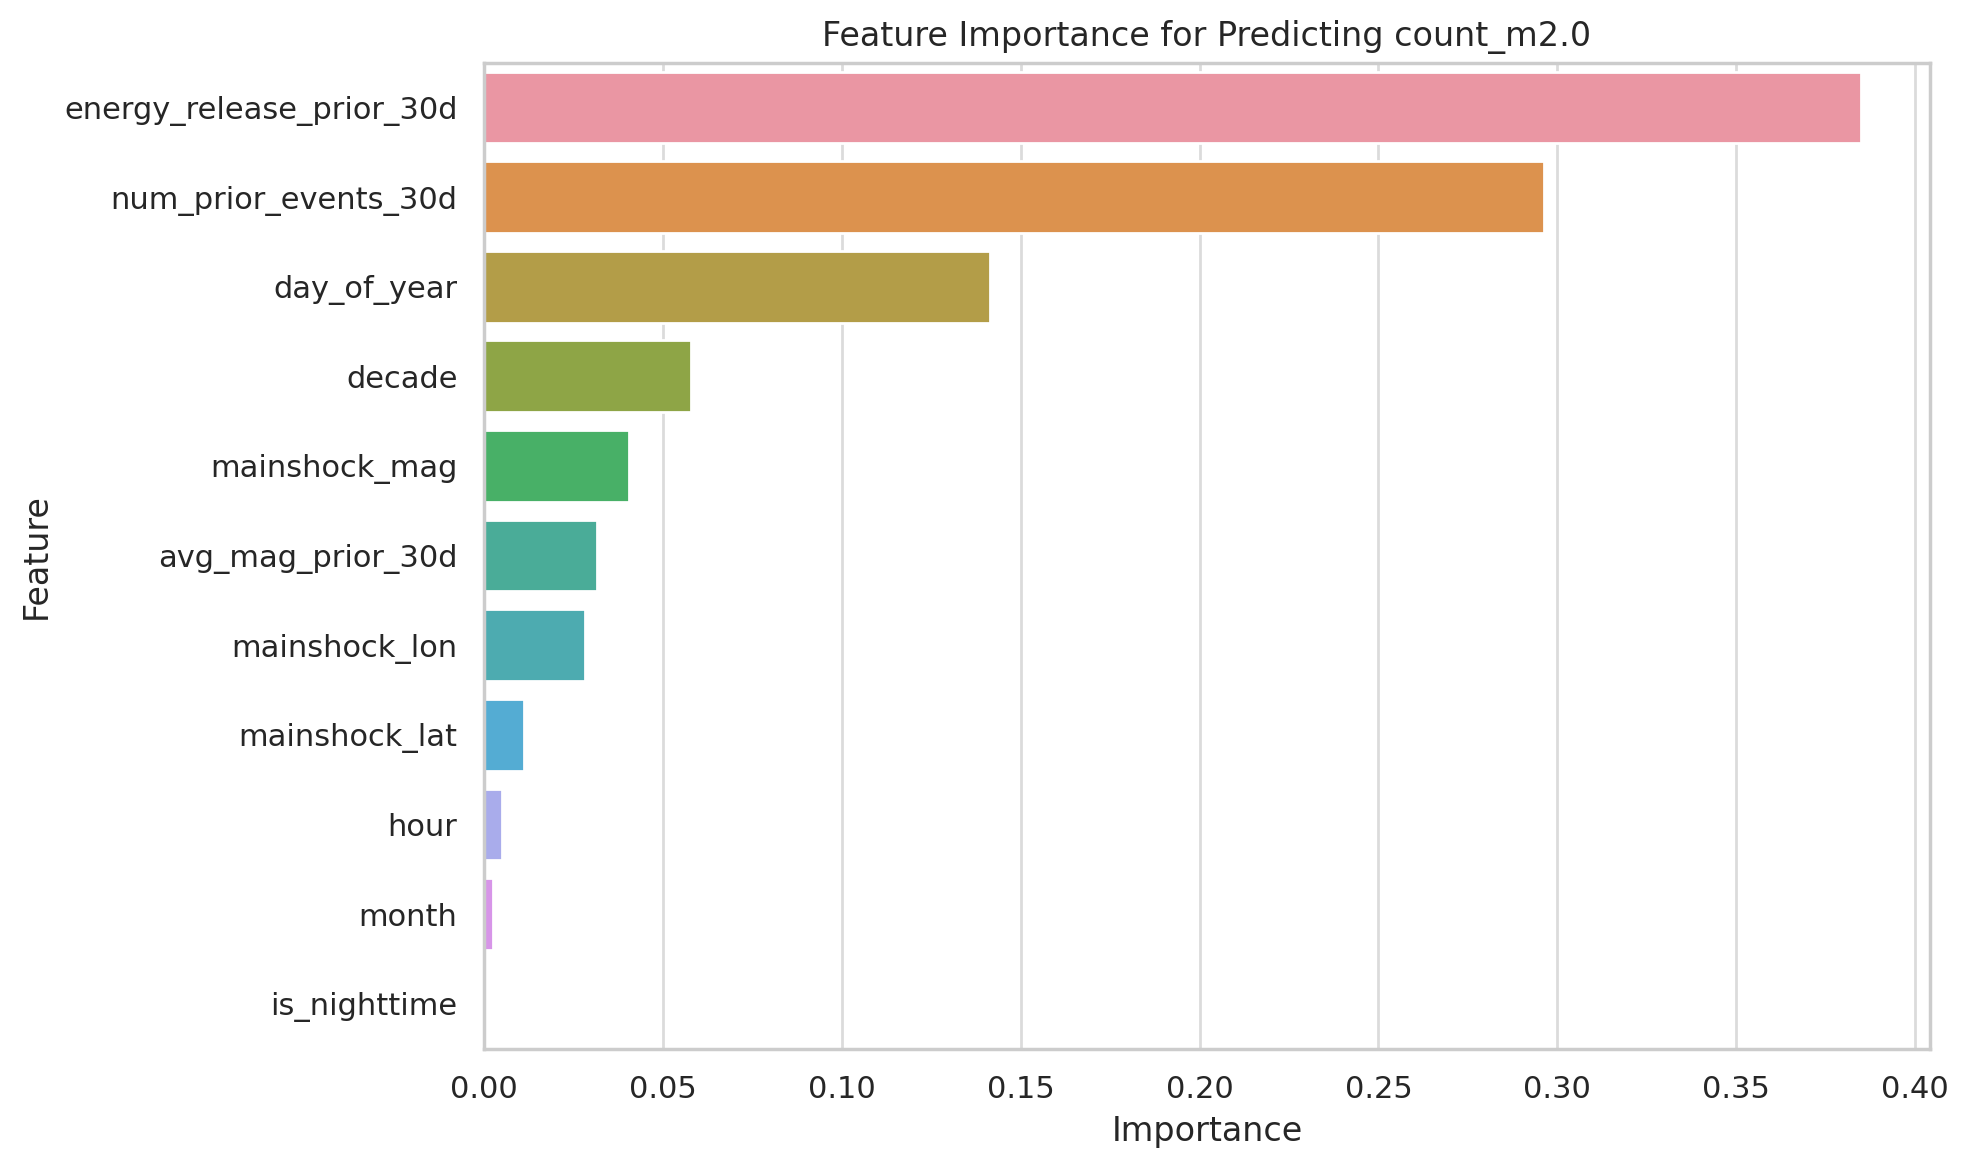 Feature Importance for Predicting count_m2.0
energy_release_prior_30d
num_prior_events_30d
day_of_year
decade
mainshock_mag
avg_mag_prior_30d
mainshock_lon
mainshock_lat
hour
month
is_nighttime
Feature
0.00 0.05 0.10 0.15 0.20 0.25 0.30 0.35 0.40
Importance